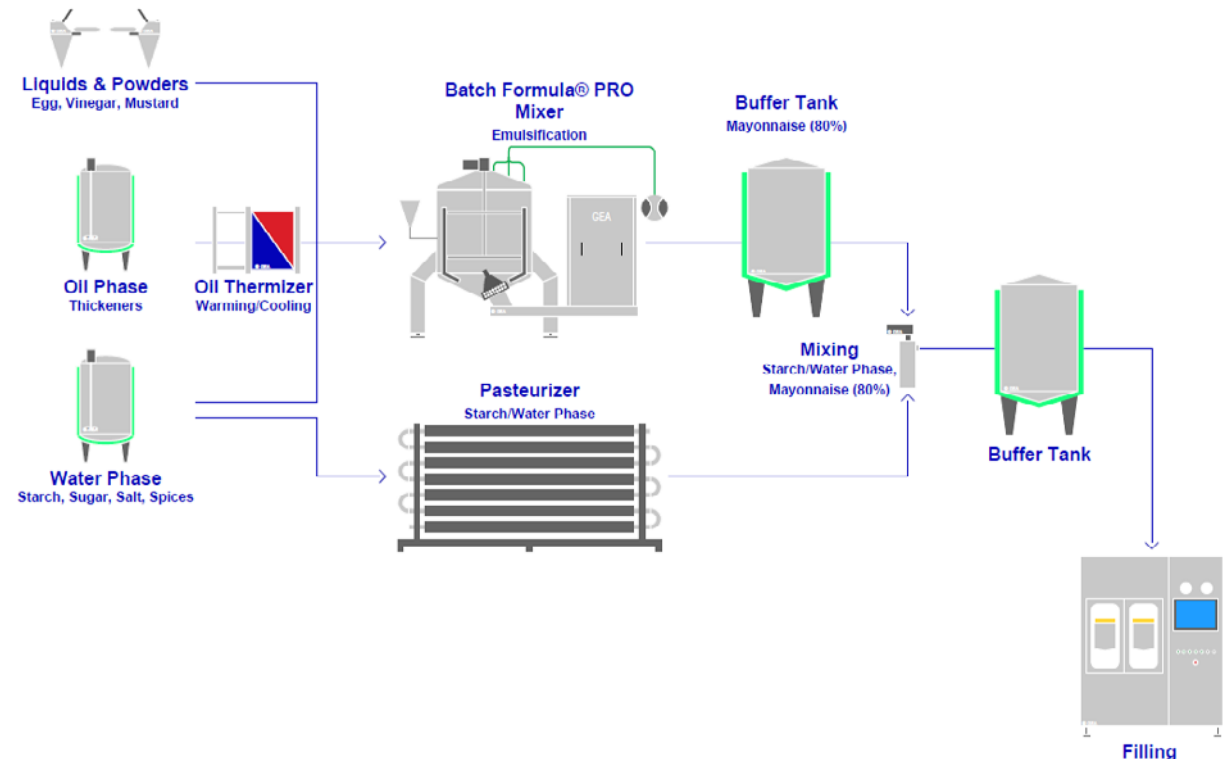 Liquids & Powders
Egg, Vinegar, Mustard
Batch Formula® PRO
Mixer
Emulsification
Buffer Tank
Mayonnaise (80%)
GEA
Oil Phase
Thickeners
Oil Thermizer
Warming/Cooling
Mixing
Starch/Water Phase,
Mayonnaise (80%)
Pasteurizer
Starch/Water Phase
Buffer Tank
Water Phase
Starch, Sugar, Salt, Spices
Filling